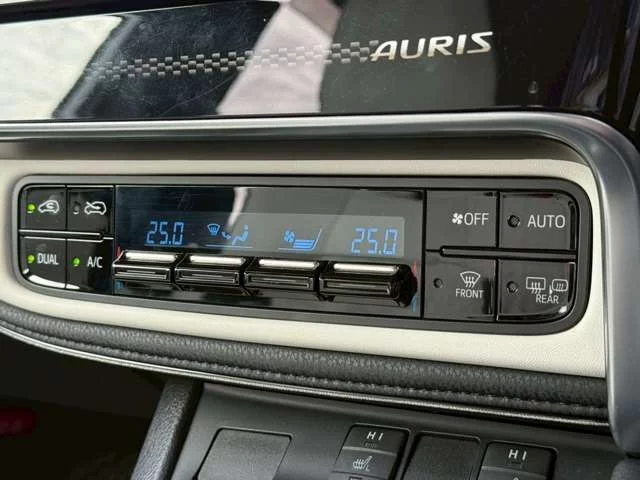 AURIS
25.0 25.0
OFF AUTO
DUAL A/C
FRONT REAR
HI HI
L